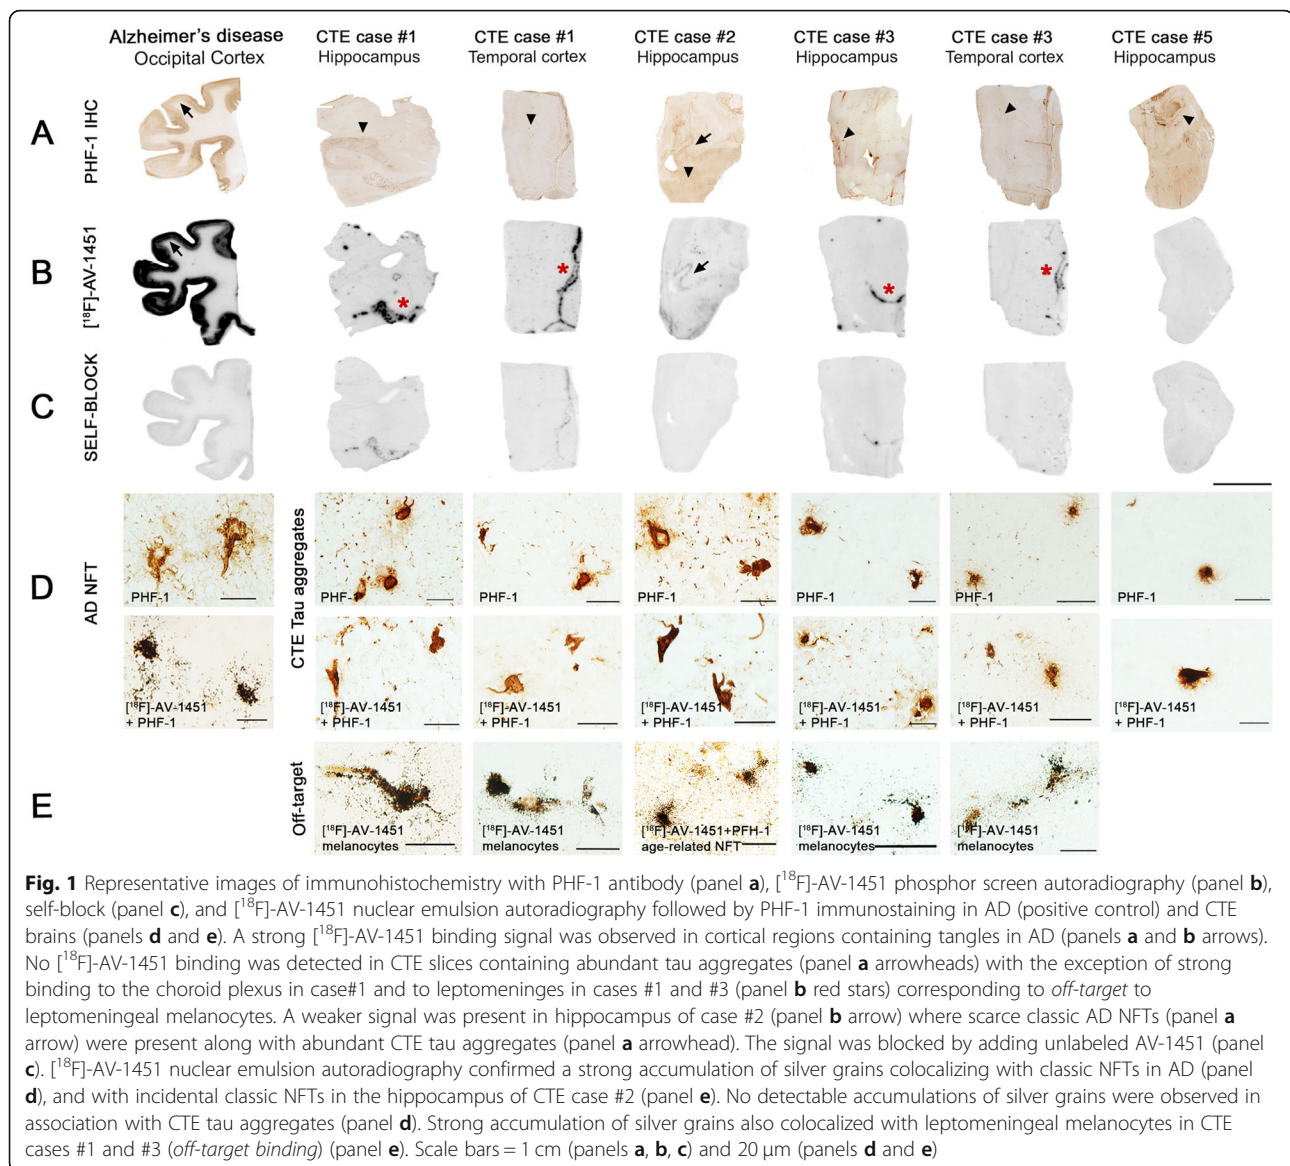 Alzheimer's disease
Occipital Cortex
CTE case #1
Hippocampus
CTE case #1
Temporal cortex
CTE case #2
Hippocampus
CTE case #3
Hippocampus
CTE case #3
Temporal cortex
CTE case #5
Hippocampus
A
PHF-1 IHC
B
[¹⁸F]-AV-1451
*
*
*
*
C
SELF-BLOCK
D
AD NFT
CTE Tau aggregates
PHF-1
PHF-1
PHF-1
PHF-1
PHF-1
PHF-1
PHF-1
[¹⁸F]-AV-1451
+ PHF-1
[¹⁸F]-AV-1451
+ PHF-1
[¹⁸F]-AV-1451
+ PHF-1
[¹⁸F]-AV-1451
+ PHF-1
[¹⁸F]-AV-1451
+ PHF-1
[¹⁸F]-AV-1451
+ PHF-1
[¹⁸F]-AV-1451
+ PHF-1
E
Off-target
[¹⁸F]-AV-1451
melanocytes
[¹⁸F]-AV-1451
melanocytes
[¹⁸F]-AV-1451+PFH-1
age-related NFT
[¹⁸F]-AV-1451
melanocytes
[¹⁸F]-AV-1451
melanocytes
Fig. 1 Representative images of immunohistochemistry with PHF-1 antibody (panel a), [¹⁸F]-AV-1451 phosphor screen autoradiography (panel b),
self-block (panel c), and [¹⁸F]-AV-1451 nuclear emulsion autoradiography followed by PHF-1 immunostaining in AD (positive control) and CTE
brains (panels d and e). A strong [¹⁸F]-AV-1451 binding signal was observed in cortical regions containing tangles in AD (panels a and b arrows).
No [¹⁸F]-AV-1451 binding was detected in CTE slices containing abundant tau aggregates (panel a arrowheads) with the exception of strong
binding to the choroid plexus in case#1 and to leptomeninges in cases #1 and #3 (panel b red stars) corresponding to off-target to
leptomeningeal melanocytes. A weaker signal was present in hippocampus of case #2 (panel b arrow) where scarce classic AD NFTs (panel a
arrow) were present along with abundant CTE tau aggregates (panel a arrowhead). The signal was blocked by adding unlabeled AV-1451 (panel
c). [¹⁸F]-AV-1451 nuclear emulsion autoradiography confirmed a strong accumulation of silver grains colocalizing with classic NFTs in AD (panel
d), and with incidental classic NFTs in the hippocampus of CTE case #2 (panel e). No detectable accumulations of silver grains were observed in
association with CTE tau aggregates (panel d). Strong accumulation of silver grains also colocalized with leptomeningeal melanocytes in CTE
cases #1 and #3 (off-target binding) (panel e). Scale bars = 1 cm (panels a, b, c) and 20 μm (panels d and e)